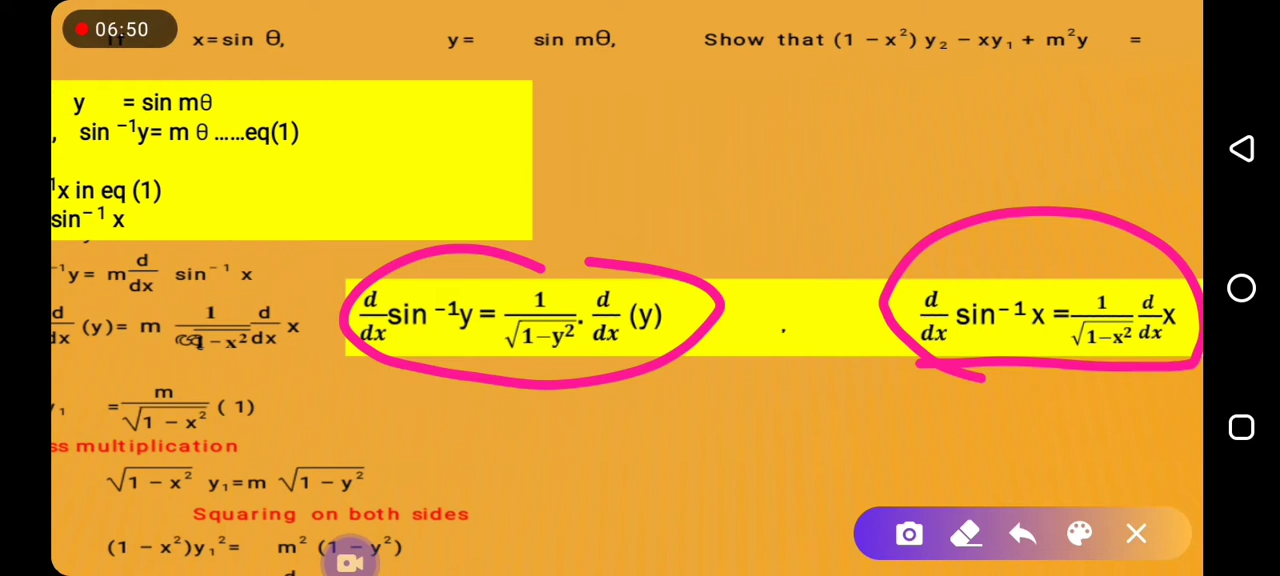 06:50
x=sin θ, y= sin mθ, Show that (1 − x²) y₂ − xy₁ + m²y =
y = sin mθ
, sin ⁻¹y= m θ ......eq(1)
¹x in eq (1)
sin⁻¹ x
⁻¹y= m d/dx sin⁻¹ x
d/dx sin ⁻¹y = 1/√1−y² . d/dx (y) , d/dx sin⁻¹ x = 1/√1−x² d/dx x
d/dx (y)= m 1/√1−x² d/dx x
₁ = m/√1 − x² ( 1)
ss multiplication
√1 − x² y₁=m √1 − y²
Squaring on both sides
(1 − x²)y₁²= m² (1 − y²)
d